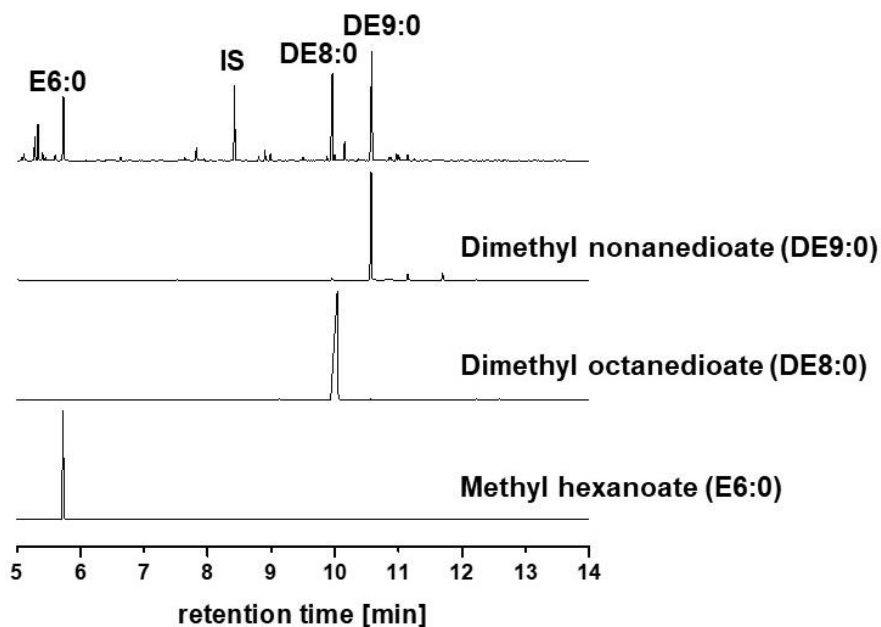 DE9:0
IS
DE8:0
E6:0
Dimethyl nonanedioate (DE9:0)
Dimethyl octanedioate (DE8:0)
Methyl hexanoate (E6:0)
5 6 7 8 9 10 11 12 13 14
retention time [min]